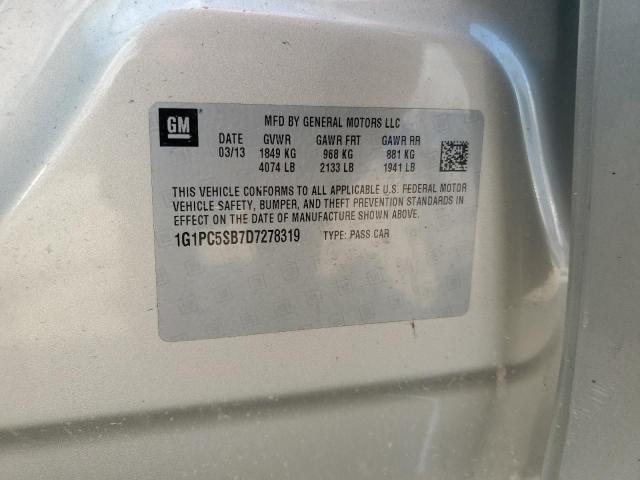 GM
MFD BY GENERAL MOTORS LLC
DATE GVWR GAWR FRT GAWR RR
03/13 1849 KG 968 KG 881 KG
4074 LB 2133 LB 1941 LB
THIS VEHICLE CONFORMS TO ALL APPLICABLE U.S. FEDERAL MOTOR
VEHICLE SAFETY, BUMPER, AND THEFT PREVENTION STANDARDS
IN EFFECT ON THE DATE OF MANUFACTURE SHOWN ABOVE.
1G1PC5SB7D7278319 TYPE: PASS CAR